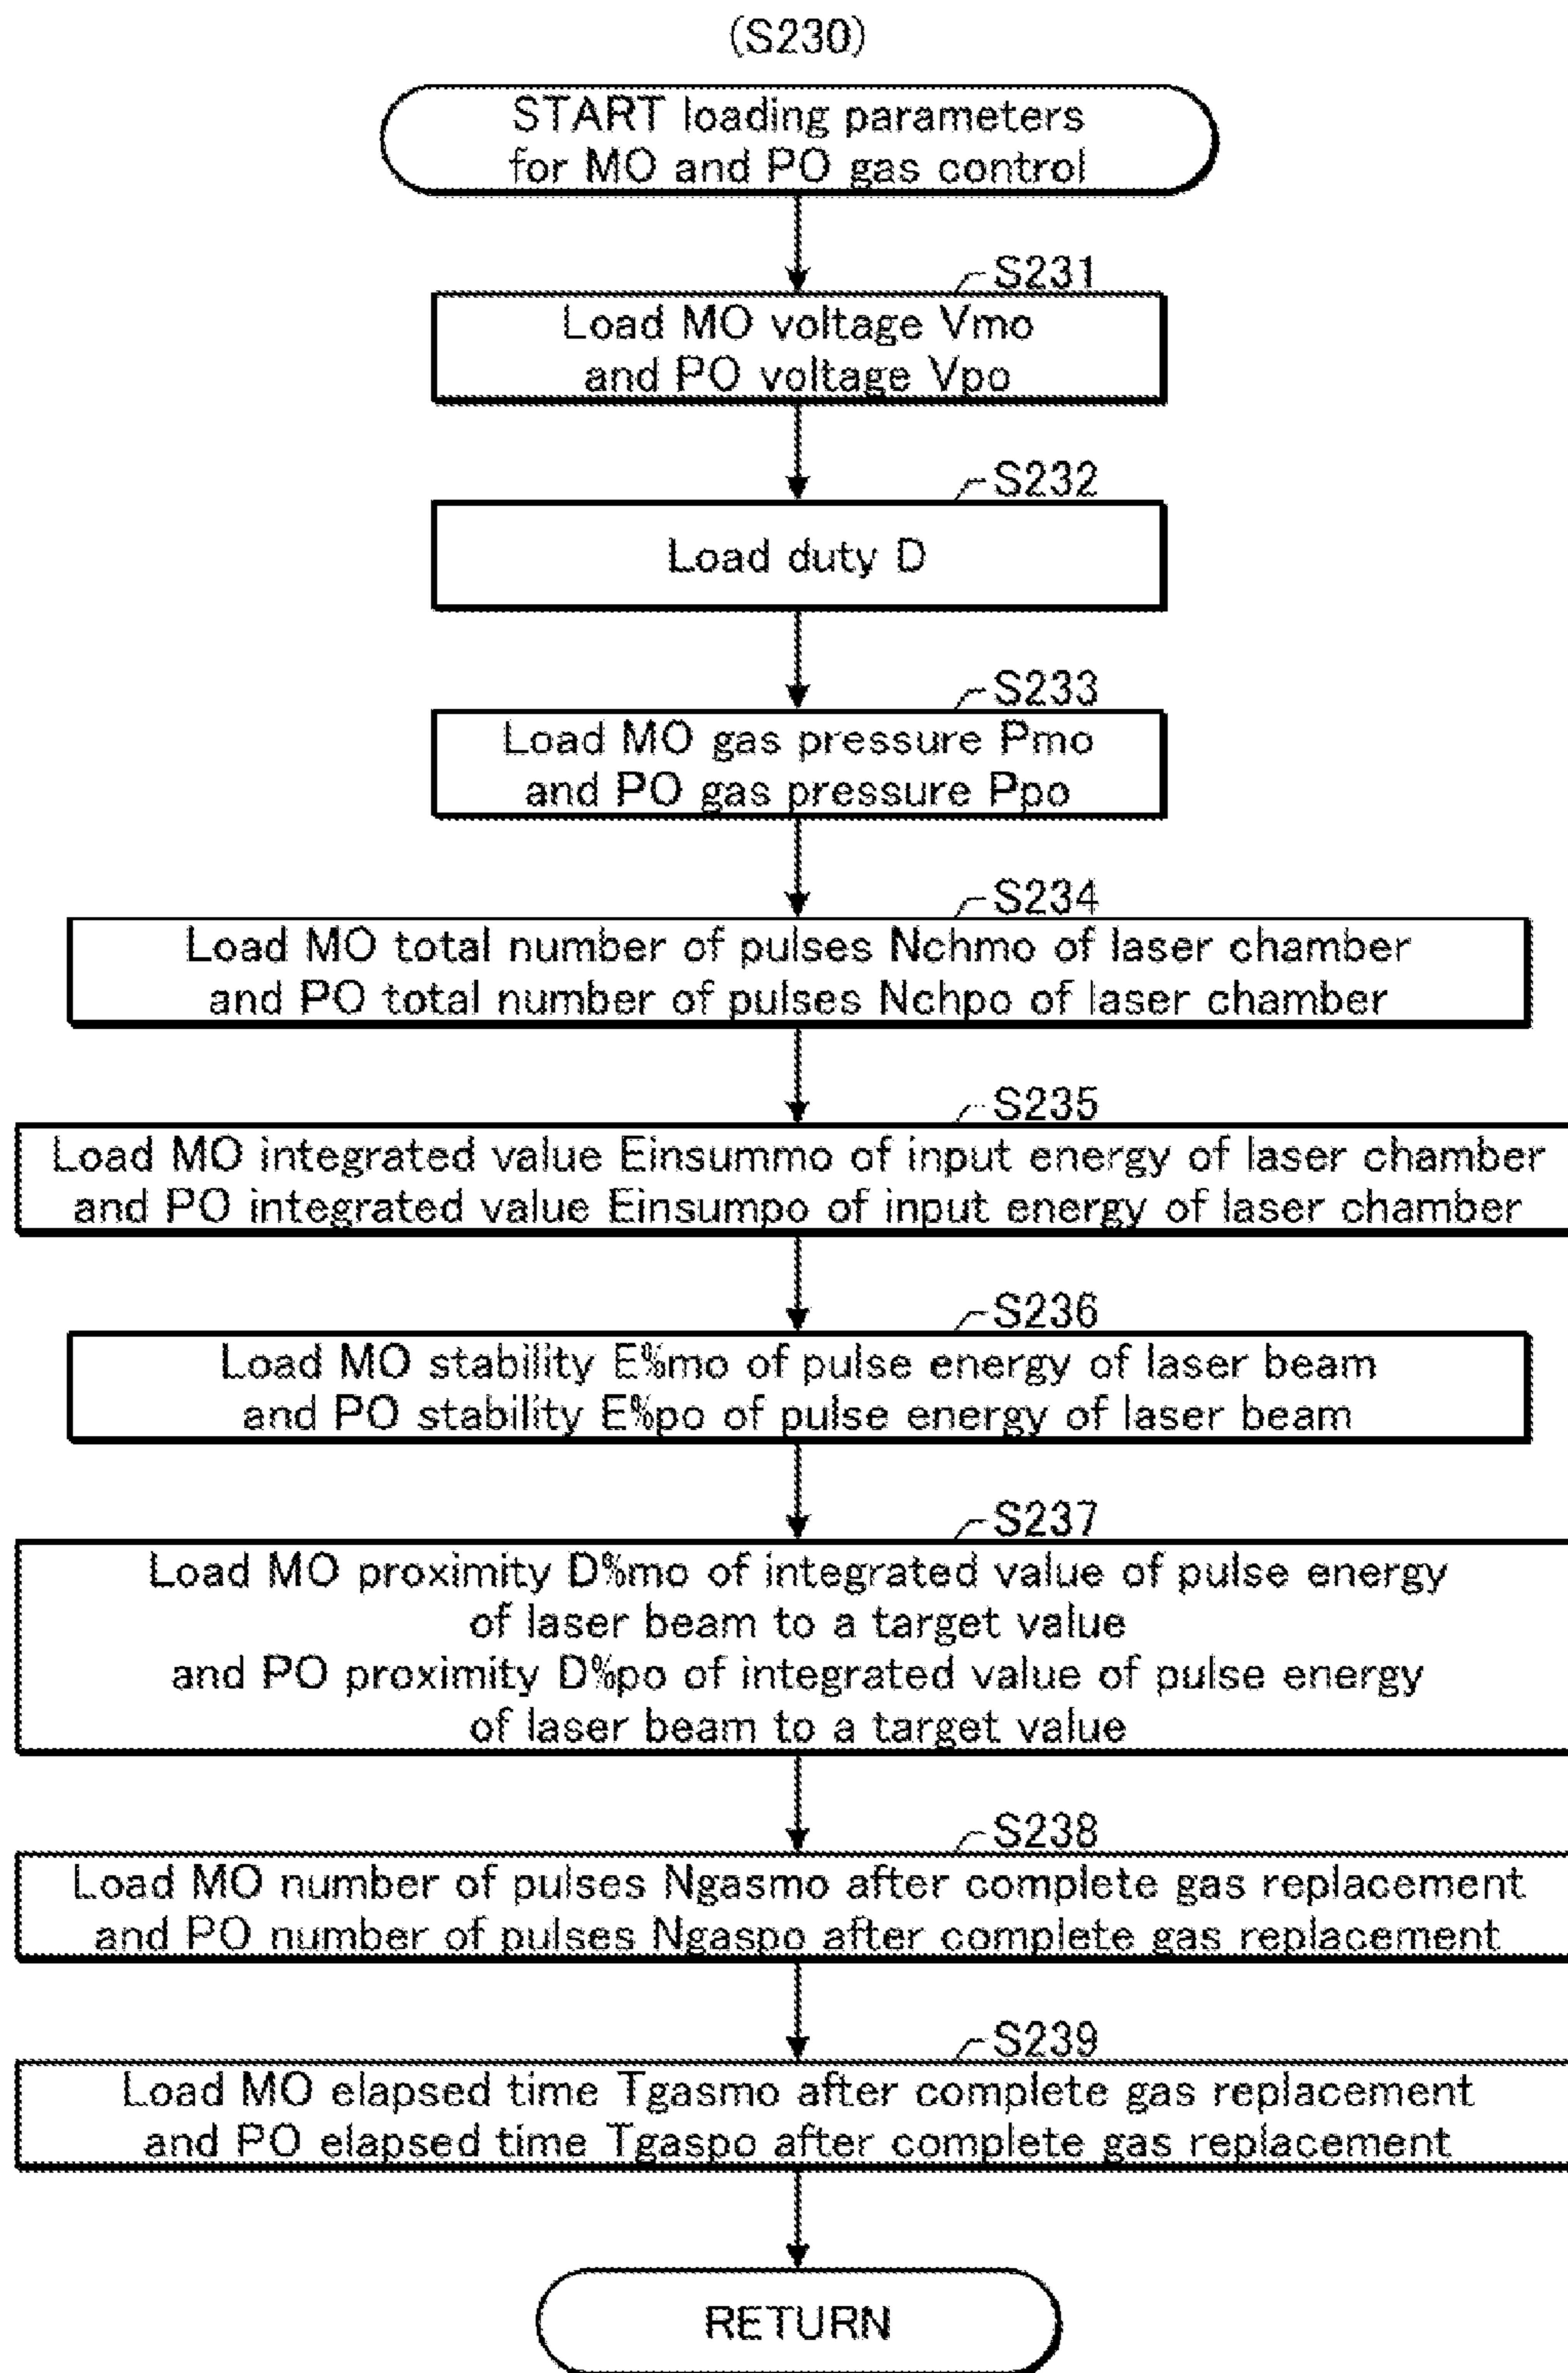 (S230)
START loading parameters
for MO and PO gas control
S231
Load MO voltage Vmo
and PO voltage Vpo
S232
Load duty D
S233
Load MO gas pressure Pmo
and PO gas pressure Ppo
S234
Load MO total number of pulses Nchmo of laser chamber
and PO total number of pulses Nchpo of laser chamber
S235
Load MO integrated value Einsummo of input energy of laser chamber
and PO integrated value Einsumpo of input energy of laser chamber
S236
Load MO stability E%mo of pulse energy of laser beam
and PO stability E%po of pulse energy of laser beam
S237
Load MO proximity D%mo of integrated value of pulse energy
of laser beam to a target value
and PO proximity D%po of integrated value of pulse energy
of laser beam to a target value
S238
Load MO number of pulses Ngasmo after complete gas replacement
and PO number of pulses Ngaspo after complete gas replacement
S239
Load MO elapsed time Tgasmo after complete gas replacement
and PO elapsed time Tgaspo after complete gas replacement
RETURN